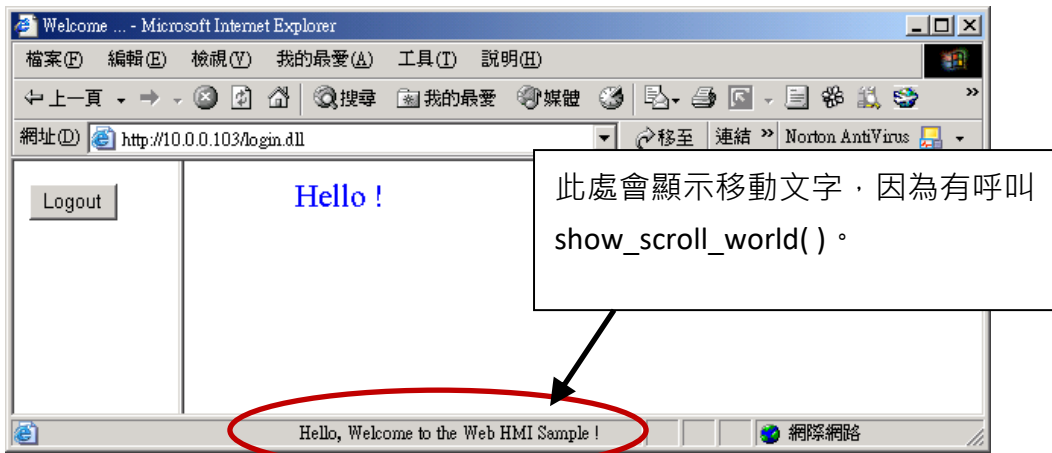 Welcome ... - Microsoft Internet Explorer
檔案(F) 編輯(E) 檢視(V) 我的最愛(A) 工具(T) 說明(H)
上一頁 搜尋 我的最愛 媒體 »
網址(D) http://10.0.0.103/login.dll 移至 連結 » Norton AntiVirus
Logout
Hello !
此處會顯示移動文字，因為有呼叫
show_scroll_world( )。
Hello, Welcome to the Web HMI Sample !
網際網路